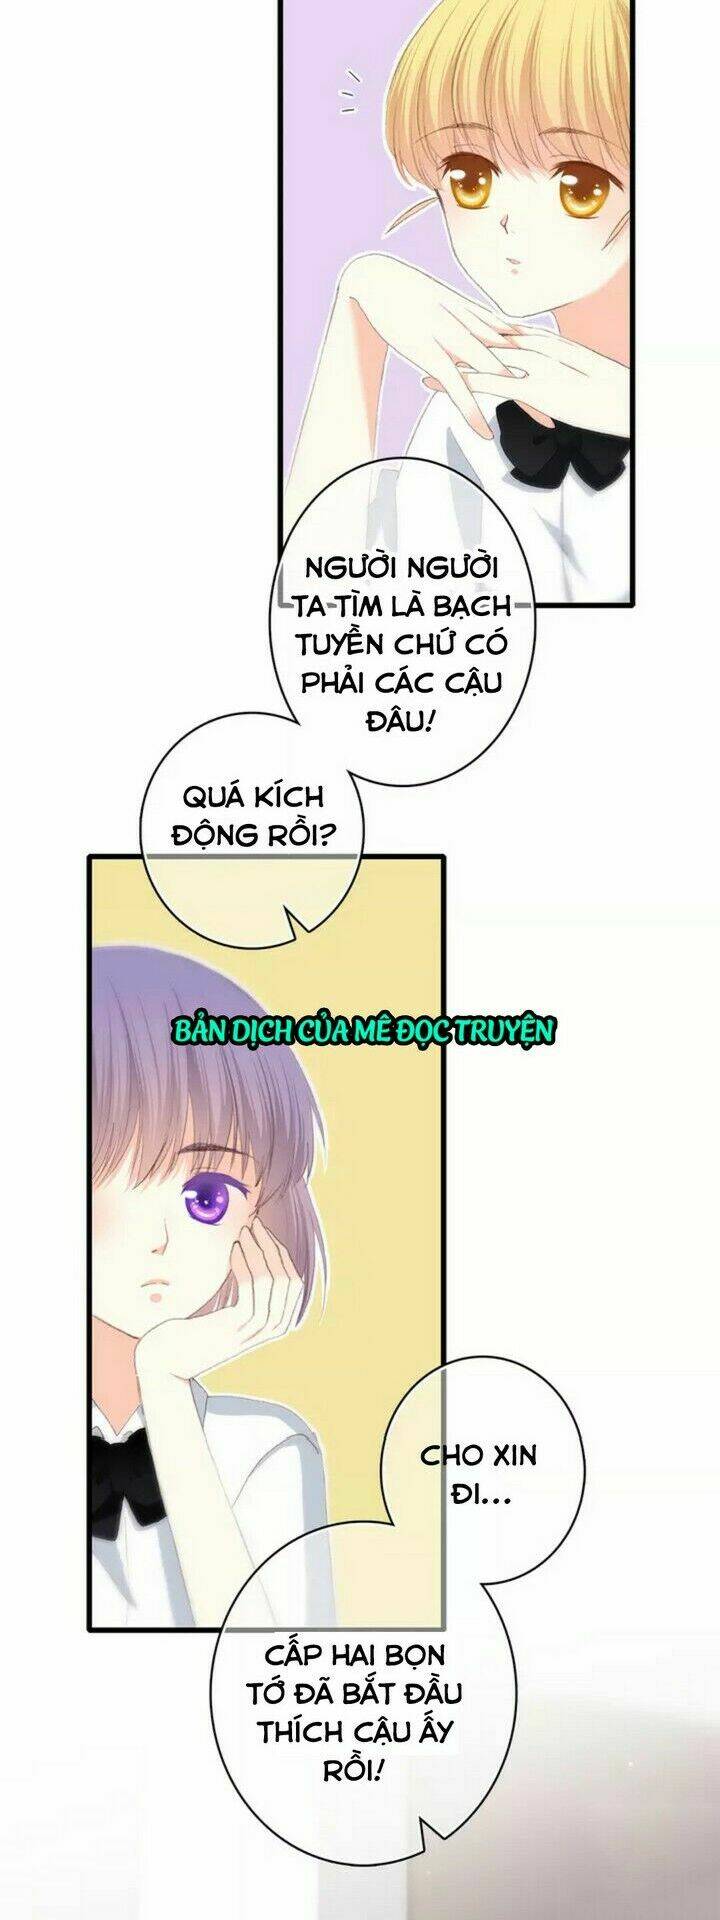 NGƯỜI NGƯỜI
TA TÌM LÀ BẠCH
TUYỀN CHỨ CÓ
PHẢI CÁC CẬU
ĐÂU!
QUÁ KÍCH
ĐỘNG RỒI?
BẢN DỊCH CỦA MÊ ĐỌC TRUYỆN
CHO XIN
ĐI...
CẤP HAI BỌN
TỚ ĐÃ BẮT ĐẦU
THÍCH CẬU ẤY
RỒI!